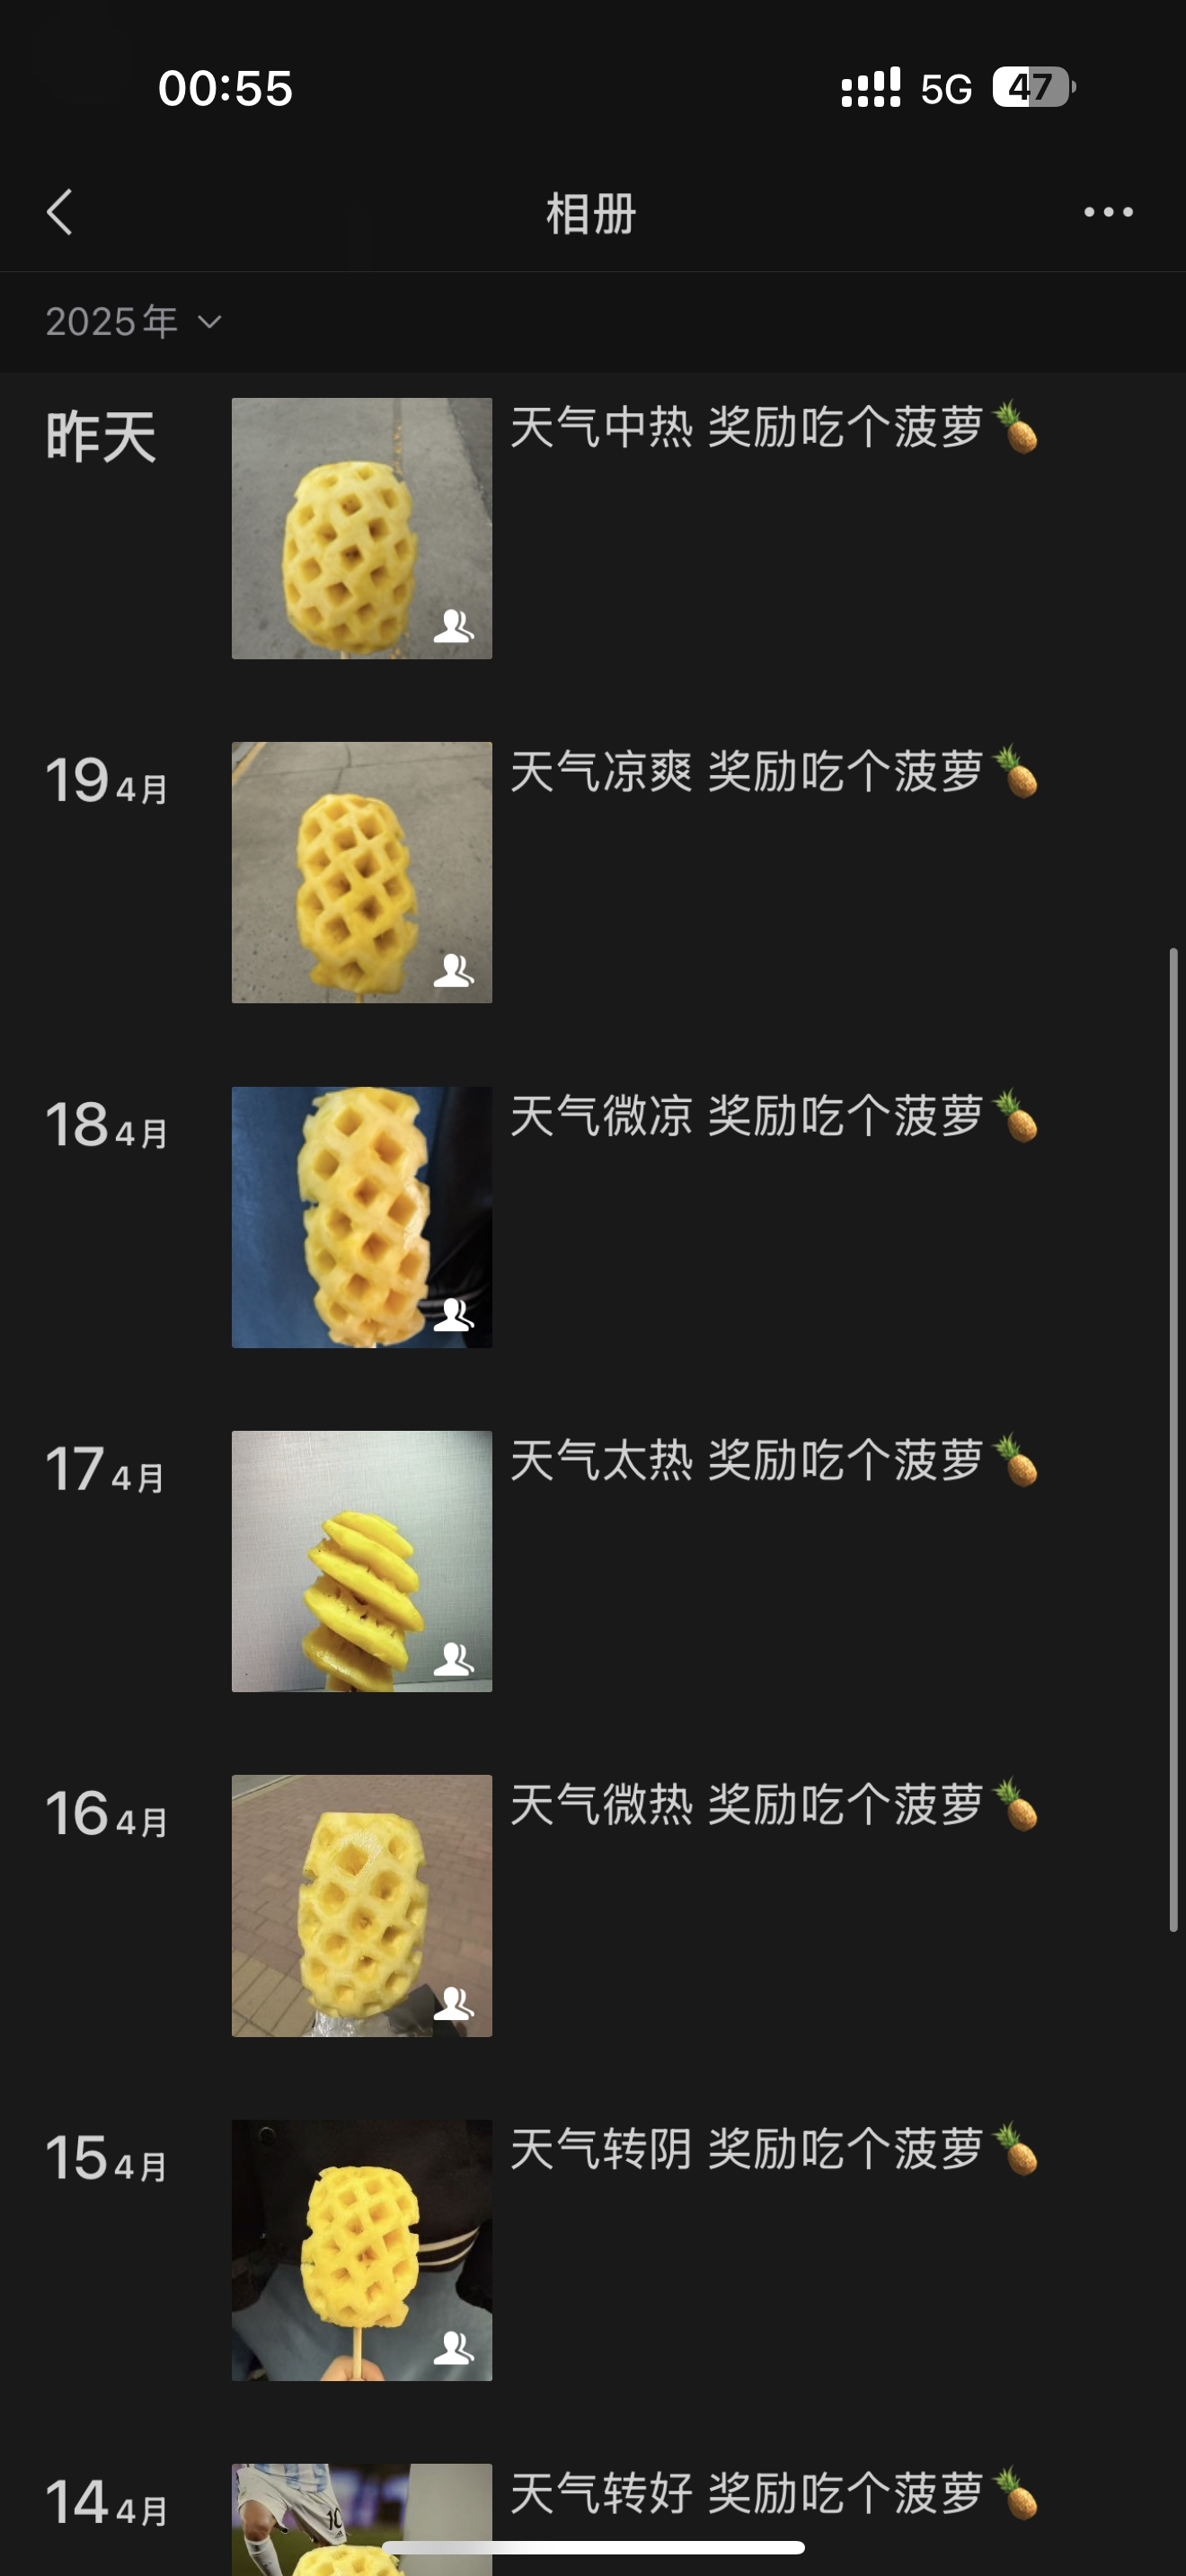 00:55 5G 47
相册
2025年
昨天 天气中热 奖励吃个菠萝🍍
19 4月 天气凉爽 奖励吃个菠萝🍍
18 4月 天气微凉 奖励吃个菠萝🍍
17 4月 天气太热 奖励吃个菠萝🍍
16 4月 天气微热 奖励吃个菠萝🍍
15 4月 天气转阴 奖励吃个菠萝🍍
14 4月 天气转好 奖励吃个菠萝🍍
10